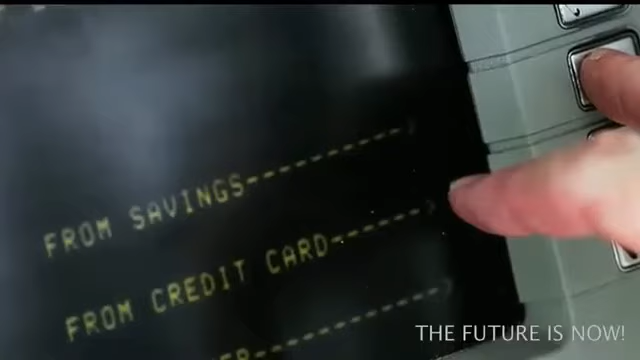 FROM SAVINGS----------->
FROM CREDIT CARD------->
THE FUTURE IS NOW!